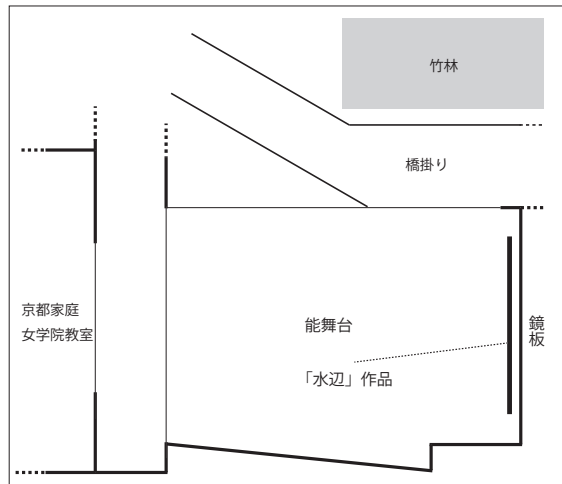 竹林
橋掛り
京都家庭
女学院教室
能舞台
鏡板
「水辺」作品